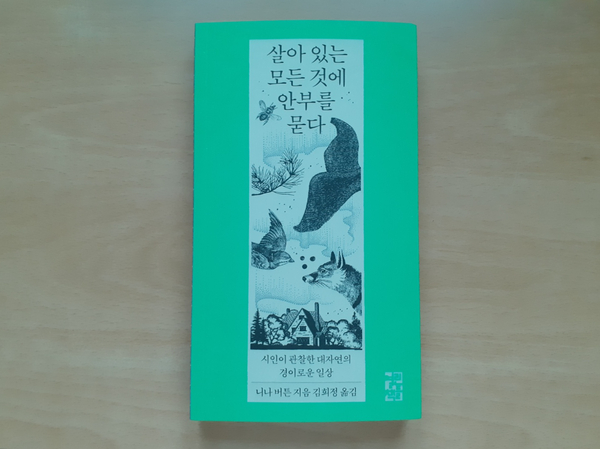 살아 있는
모든 것에
안부를
묻다
시인이 관찰한 대자연의
경이로운 일상
니나 버튼 지음 김희정 옮김